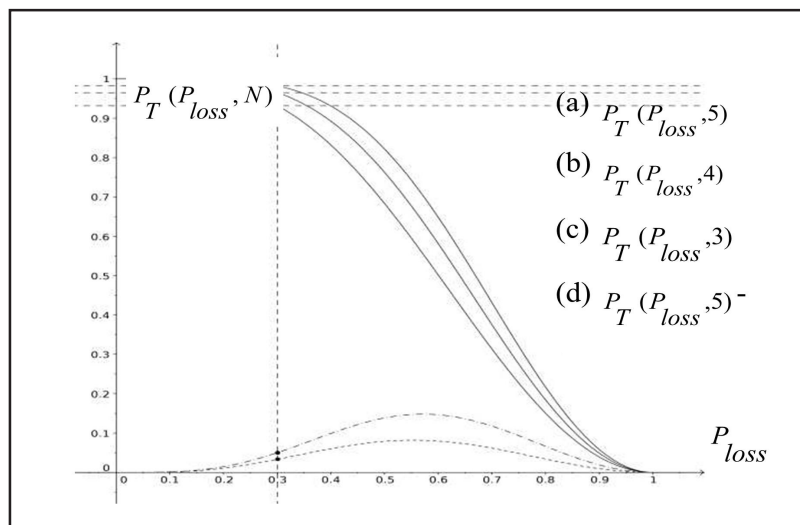 1
P_T (P_loss, N)
0.9
0.8
0.7
0.6
0.5
0.4
0.3
0.2
0.1
0
(a) P_T (P_loss,5)
(b) P_T (P_loss,4)
(c) P_T (P_loss,3)
(d) P_T (P_loss,5)-
P_loss
0 0.1 0.2 0.3 0.4 0.5 0.6 0.7 0.8 0.9 1